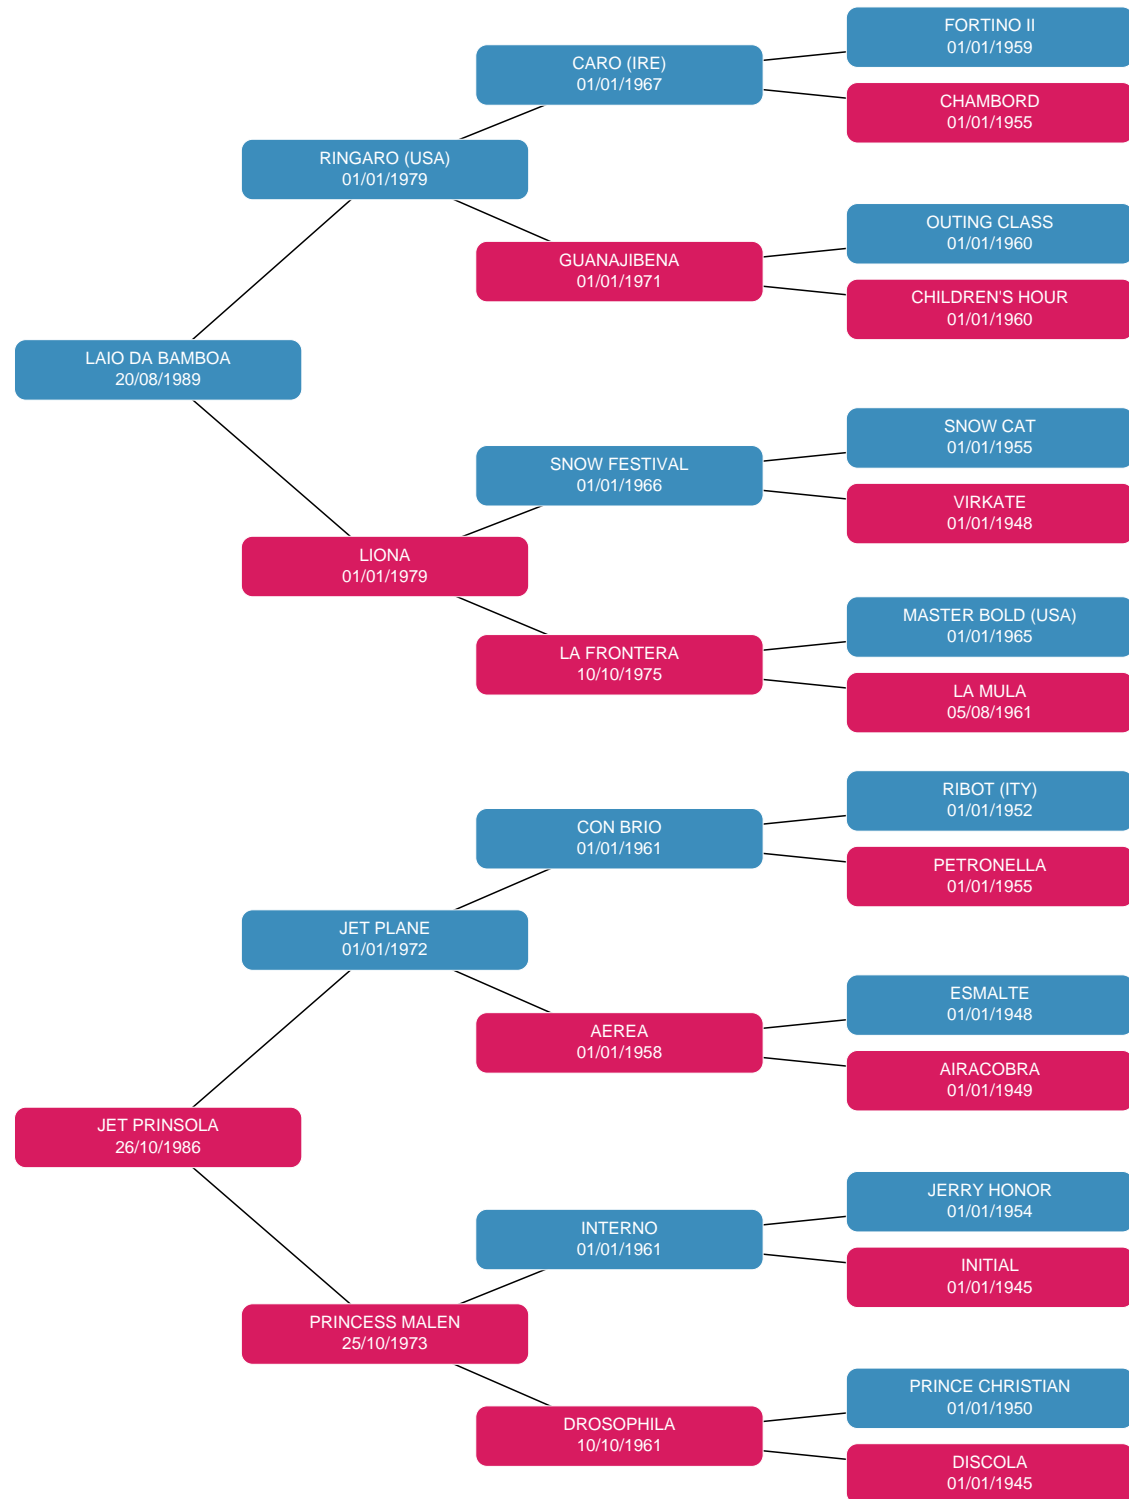 FORTINO II
01/01/1959
CARO (IRE)
01/01/1967
CHAMBORD
01/01/1955
RINGARO (USA)
01/01/1979
OUTING CLASS
01/01/1960
GUANAJIBENA
01/01/1971
CHILDREN'S HOUR
01/01/1960
LAIO DA BAMBOA
20/08/1989
SNOW CAT
01/01/1955
SNOW FESTIVAL
01/01/1966
VIRKATE
01/01/1948
LIONA
01/01/1979
MASTER BOLD (USA)
01/01/1965
LA FRONTERA
10/10/1975
LA MULA
05/08/1961
RIBOT (ITY)
01/01/1952
CON BRIO
01/01/1961
PETRONELLA
01/01/1955
JET PLANE
01/01/1972
ESMALTE
01/01/1948
AEREA
01/01/1958
AIRACOBRA
01/01/1949
JET PRINSOLA
26/10/1986
JERRY HONOR
01/01/1954
INTERNO
01/01/1961
INITIAL
01/01/1945
PRINCESS MALEN
25/10/1973
PRINCE CHRISTIAN
01/01/1950
DROSOPHILA
10/10/1961
DISCOLA
01/01/1945